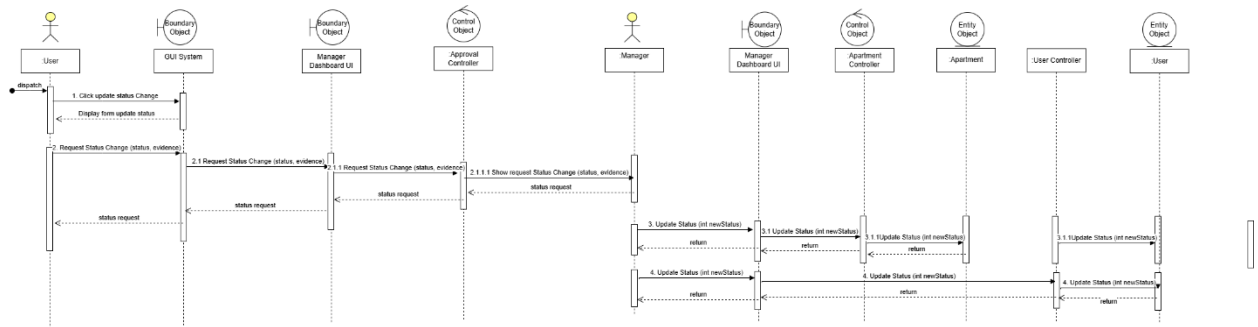 Boundary
Object
Boundary
Object
Control
Object
Boundary
Object
Control
Object
Entity
Object
Entity
Object
:User
GUI System
Manager
Dashboard UI
:Approval
Controller
:Manager
Manager
Dashboard UI
:Apartment
Controller
:Apartment
:User Controller
:User
dispatch
1. Click update status Change
Display form update status
2. Request Status Change (status, evidence)
2.1 Request Status Change (status, evidence)
2.1.1 Request Status Change (status, evidence)
2.1.1.1 Show request Status Change (status, evidence)
status request
status request
status request
status request
3. Update Status (int newStatus)
3.1 Update Status (int newStatus)
3.1.1Update Status (int newStatus)
3.1.1Update Status (int newStatus)
return
return
return
4. Update Status (int newStatus)
4. Update Status (int newStatus)
4. Update Status (int newStatus)
return
return
return